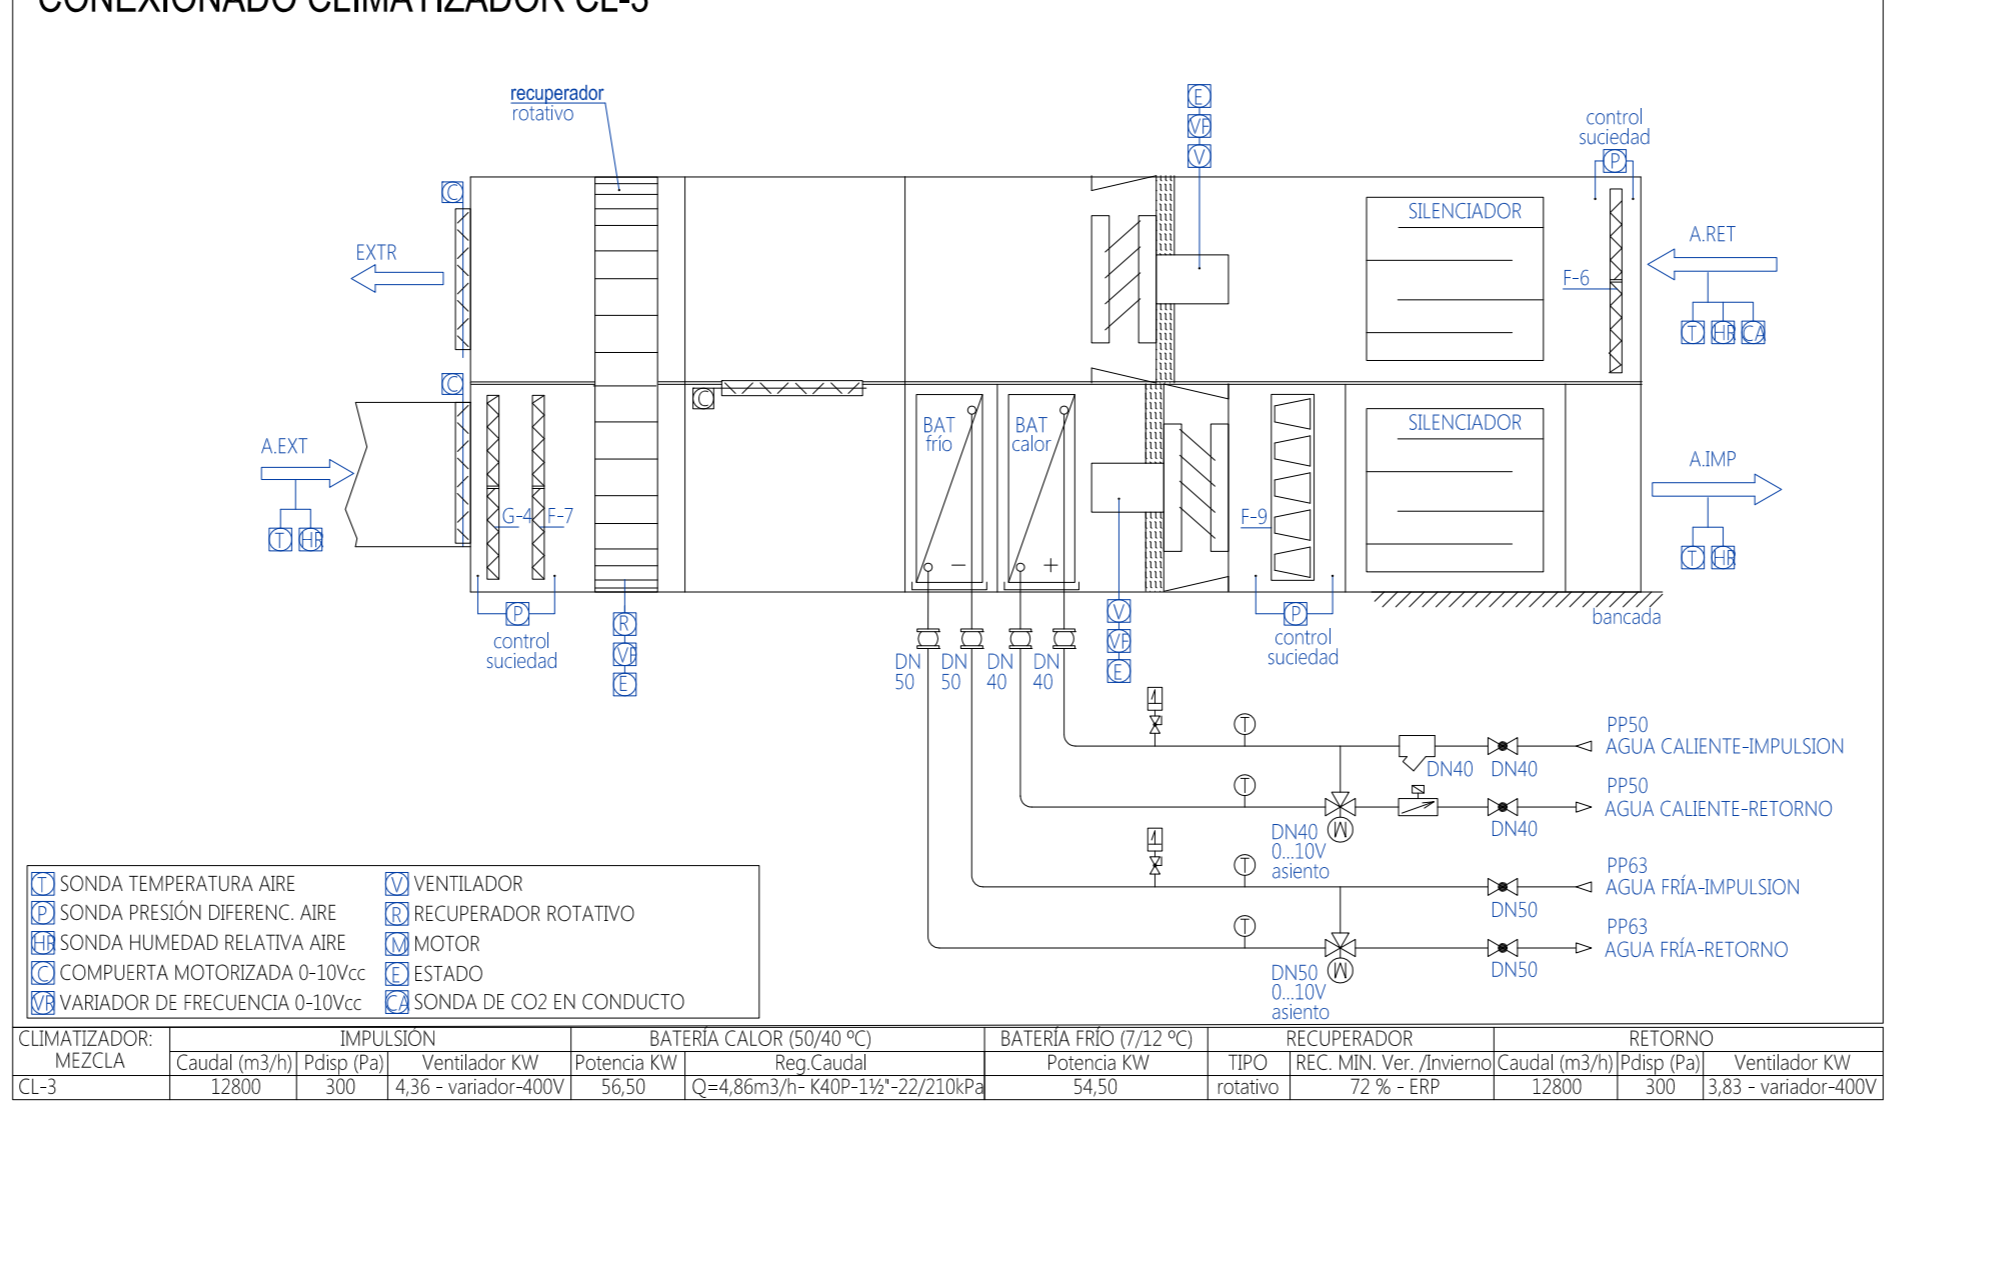 CONEXIONADO CLIMATIZADOR CL-3
recuperador
rotativo
E
VF
V
control
suciedad
P
C
SILENCIADOR
EXTR
A.RET
F-6
T HR CA
C
C
BAT
frío
BAT
calor
SILENCIADOR
A.EXT
A.IMP
G-4 F-7
F-9
T HR
T HR
− +
P
control
suciedad
R
VF
E
V
VF
E
P
control
suciedad
bancada
DN
50
DN
50
DN
40
DN
40
T
PP50
AGUA CALIENTE-IMPULSION
DN40 DN40
T
PP50
AGUA CALIENTE-RETORNO
DN40 M
0...10V
asiento
DN40
T
PP63
AGUA FRÍA-IMPULSION
DN50
T
PP63
AGUA FRÍA-RETORNO
DN50 M
0...10V
asiento
DN50
T SONDA TEMPERATURA AIRE
P SONDA PRESIÓN DIFERENC. AIRE
HR SONDA HUMEDAD RELATIVA AIRE
C COMPUERTA MOTORIZADA 0-10Vcc
VR VARIADOR DE FRECUENCIA 0-10Vcc
V VENTILADOR
R RECUPERADOR ROTATIVO
M MOTOR
E ESTADO
CA SONDA DE CO2 EN CONDUCTO
CLIMATIZADOR: IMPULSIÓN BATERÍA CALOR (50/40 ºC) BATERÍA FRÍO (7/12 ºC) RECUPERADOR RETORNO
MEZCLA Caudal (m3/h) Pdisp (Pa) Ventilador KW Potencia KW Reg.Caudal Potencia KW TIPO REC. MIN. Ver. /Invierno Caudal (m3/h) Pdisp (Pa) Ventilador KW
CL-3 12800 300 4,36 - variador-400V 56,50 Q=4,86m3/h- K40P-1½"-22/210kPa 54,50 rotativo 72 % - ERP 12800 300 3,83 - variador-400V